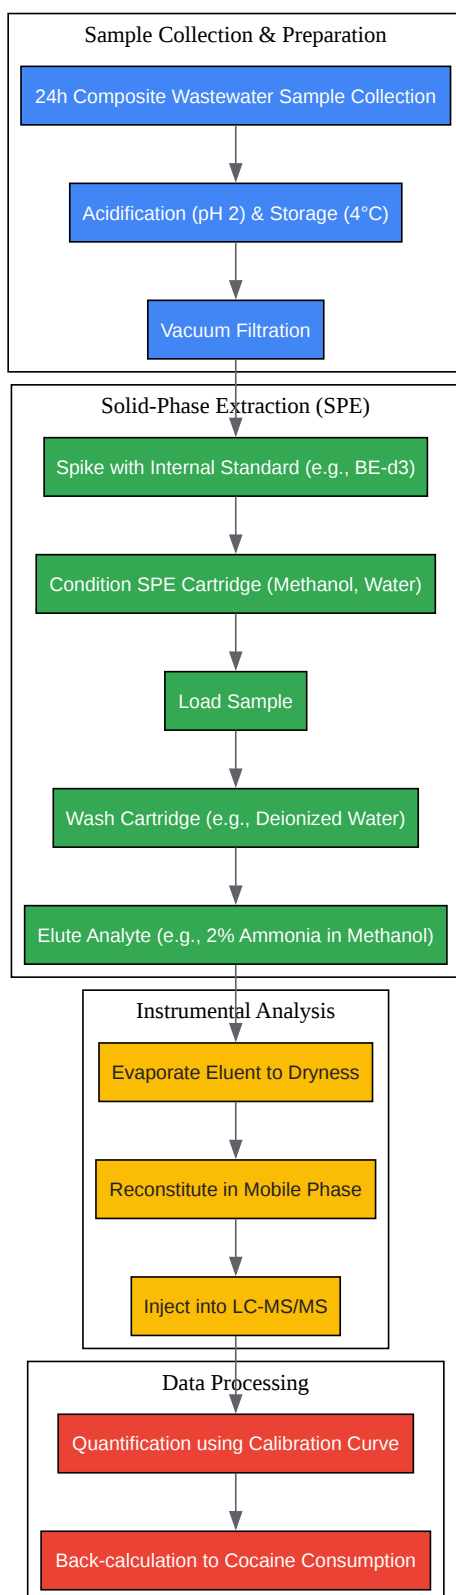 Sample Collection & Preparation
24h Composite Wastewater Sample Collection
Acidification (pH 2) & Storage (4°C)
Vacuum Filtration
Solid-Phase Extraction (SPE)
Spike with Internal Standard (e.g., BE-d3)
Condition SPE Cartridge (Methanol, Water)
Load Sample
Wash Cartridge (e.g., Deionized Water)
Elute Analyte (e.g., 2% Ammonia in Methanol)
Instrumental Analysis
Evaporate Eluent to Dryness
Reconstitute in Mobile Phase
Inject into LC-MS/MS
Data Processing
Quantification using Calibration Curve
Back-calculation to Cocaine Consumption